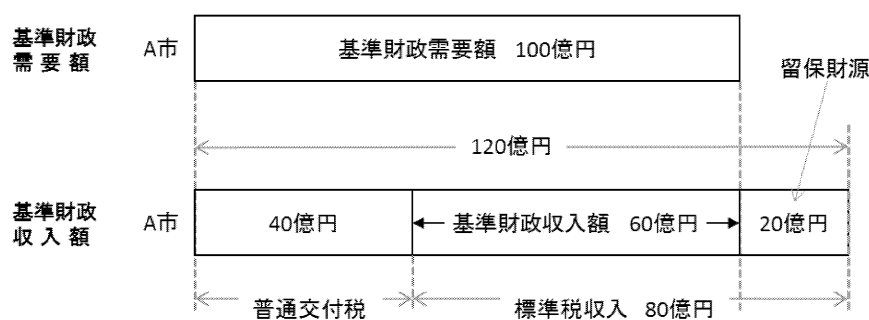 基準財政
需要額
A市
基準財政需要額 100億円
留保財源
120億円
基準財政
収入額
A市
40億円
基準財政収入額 60億円
20億円
普通交付税
標準税収入 80億円